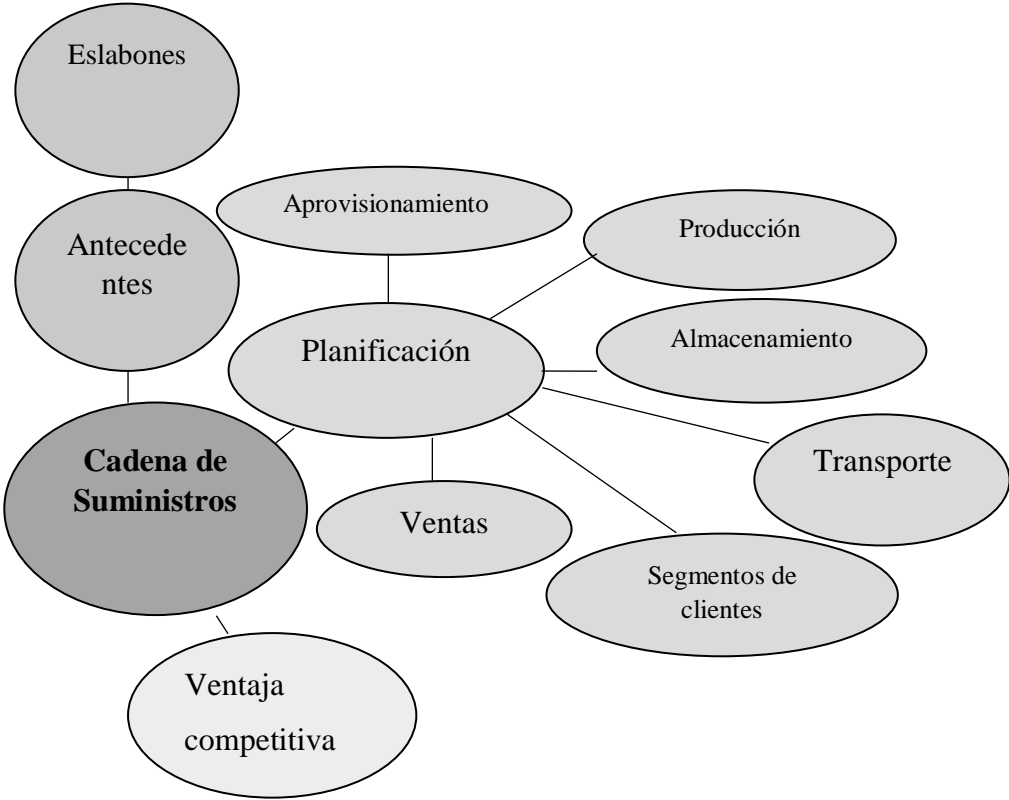 Eslabones
Antecede
ntes
Aprovisionamiento
Producción
Planificación
Almacenamiento
Cadena de
Suministros
Transporte
Ventas
Segmentos de
clientes
Ventaja
competitiva